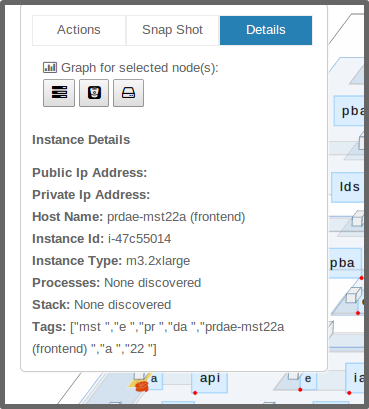 Actions Snap Shot Details
Graph for selected node(s):
Instance Details
Public Ip Address:
Private Ip Address:
Host Name: prdae-mst22a (frontend)
Instance Id: i-47c55014
Instance Type: m3.2xlarge
Processes: None discovered
Stack: None discovered
Tags: ["mst ","e ","pr ","da ","prdae-mst22a
(frontend) ","a ","22 "]
pba
lds
pba
a api e ia